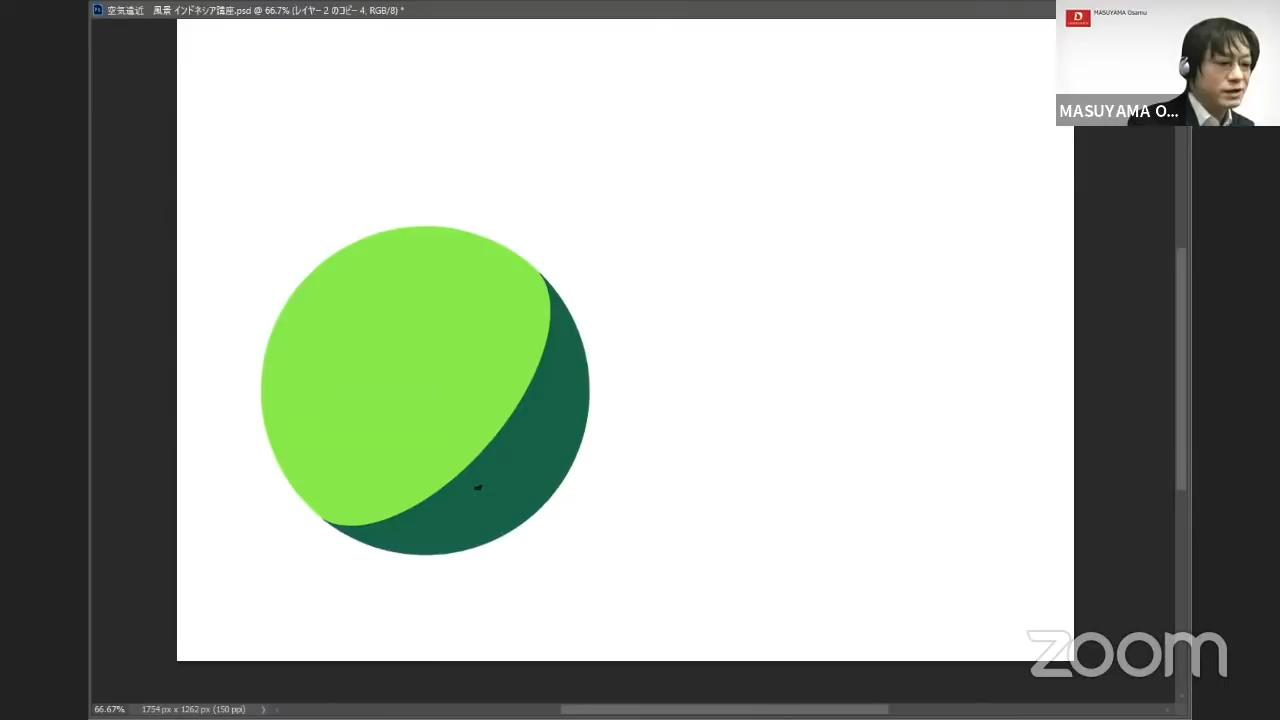 空気遠近 風景 インドネシア講座.psd @ 66.7% (レイヤー 2 のコピー 4, RGB/8) *
D
MASUYAMA Osamu
MASUYAMA O...
zoom
66.67% 1754 px x 1262 px (150 ppi)